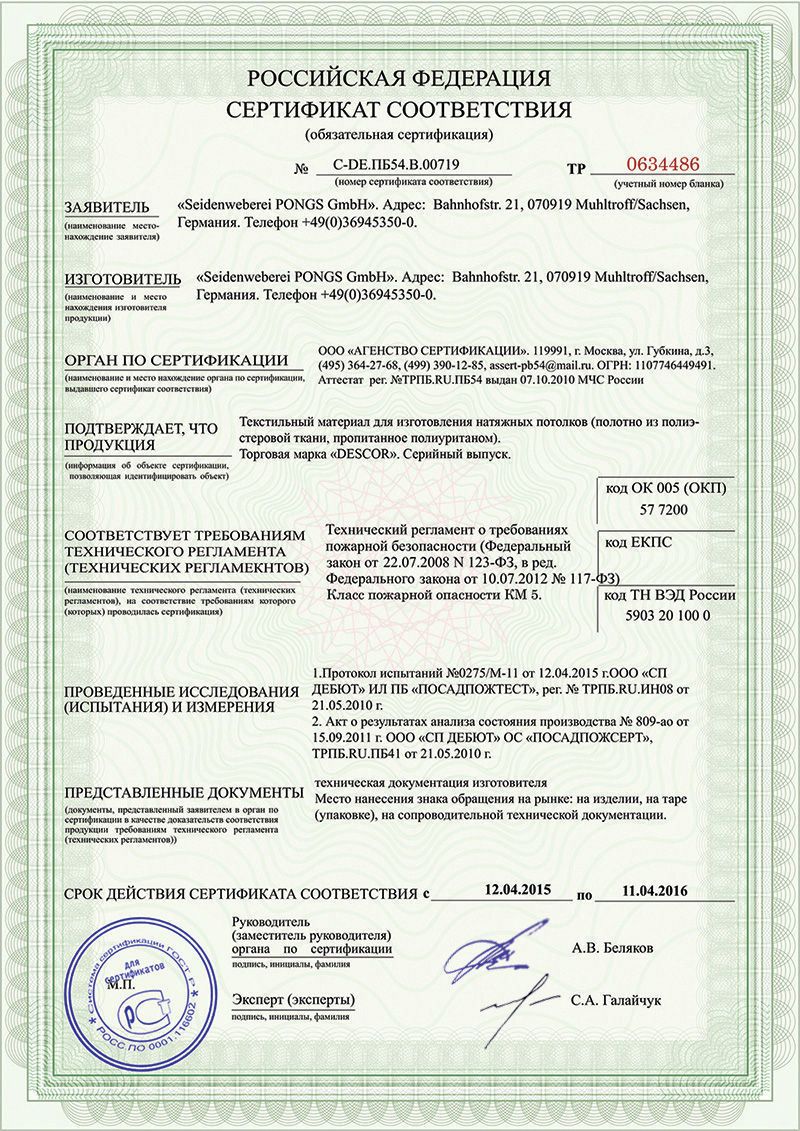 РОССИЙСКАЯ ФЕДЕРАЦИЯ
СЕРТИФИКАТ СООТВЕТСТВИЯ
(обязательная сертификация)
№ C-DE.ПБ54.В.00719 ТР 0634486
(номер сертификата соответствия) (учетный номер бланка)
ЗАЯВИТЕЛЬ
(наименование место-
нахождение заявителя)
«Seidenweberei PONGS GmbH». Адрес: Bahnhofstr. 21, 070919 Muhltroff/Sachsen,
Германия. Телефон +49(0)36945350-0.
ИЗГОТОВИТЕЛЬ
(наименование и место
нахождения изготовителя
продукции)
«Seidenweberei PONGS GmbH». Адрес: Bahnhofstr. 21, 070919 Muhltroff/Sachsen,
Германия. Телефон +49(0)36945350-0.
ОРГАН ПО СЕРТИФИКАЦИИ
(наименование и место нахождение органа по сертификации,
выдавшего сертификат соответствия)
ООО «АГЕНСТВО СЕРТИФИКАЦИИ». 119991, г. Москва, ул. Губкина, д.3,
(495) 364-27-68, (499) 390-12-85, assert-pb54@mail.ru. ОГРН: 1107746449491.
Аттестат рег. №ТРПБ.RU.ПБ54 выдан 07.10.2010 МЧС России
ПОДТВЕРЖДАЕТ, ЧТО
ПРОДУКЦИЯ
(информация об объекте сертификации,
позволяющая идентифицировать объект)
Текстильный материал для изготовления натяжных потолков (полотно из полиэ-
стеровой ткани, пропитанное полиуританом).
Торговая марка «DESCOR». Серийный выпуск.
код ОК 005 (ОКП)
57 7200
СООТВЕТСТВУЕТ ТРЕБОВАНИЯМ
ТЕХНИЧЕСКОГО РЕГЛАМЕНТА
(ТЕХНИЧЕСКИХ РЕГЛАМЕКНТОВ)
(наименование технического регламента (технических
регламентов), на соответствие требованиям которого
(которых) проводилась сертификация)
Технический регламент о требованиях
пожарной безопасности (Федеральный
закон от 22.07.2008 N 123-ФЗ, в ред.
Федерального закона от 10.07.2012 № 117-ФЗ)
Класс пожарной опасности КМ 5.
код ЕКПС
код ТН ВЭД России
5903 20 100 0
ПРОВЕДЕННЫЕ ИССЛЕДОВАНИЯ
(ИСПЫТАНИЯ) И ИЗМЕРЕНИЯ
1.Протокол испытаний №0275/М-11 от 12.04.2015 г.ООО «СП
ДЕБЮТ» ИЛ ПБ «ПОСАДПОЖТЕСТ», рег. № ТРПБ.RU.ИН08 от
21.05.2010 г.
2. Акт о результатах анализа состояния производства № 809-ао от
15.09.2011 г. ООО «СП ДЕБЮТ» ОС «ПОСАДПОЖСЕРТ»,
ТРПБ.RU.ПБ41 от 21.05.2010 г.
ПРЕДСТАВЛЕННЫЕ ДОКУМЕНТЫ
(документы, представленный заявителем в орган по
сертификации в качестве доказательств соответствия
продукции требованиям технического регламента
(технических регламентов))
техническая документация изготовителя
Место нанесения знака обращения на рынке: на изделии, на таре
(упаковке), на сопроводительной технической документации.
СРОК ДЕЙСТВИЯ СЕРТИФИКАТА СООТВЕТСТВИЯ с 12.04.2015 по 11.04.2016
Руководитель
(заместитель руководителя)
органа по сертификации
подпись, инициалы, фамилия
А.В. Беляков
Эксперт (эксперты)
подпись, инициалы, фамилия
С.А. Галайчук
Система сертификации ГОСТ Р
для
сертификатов
М.П.
РОСС.ПО 0001.116602